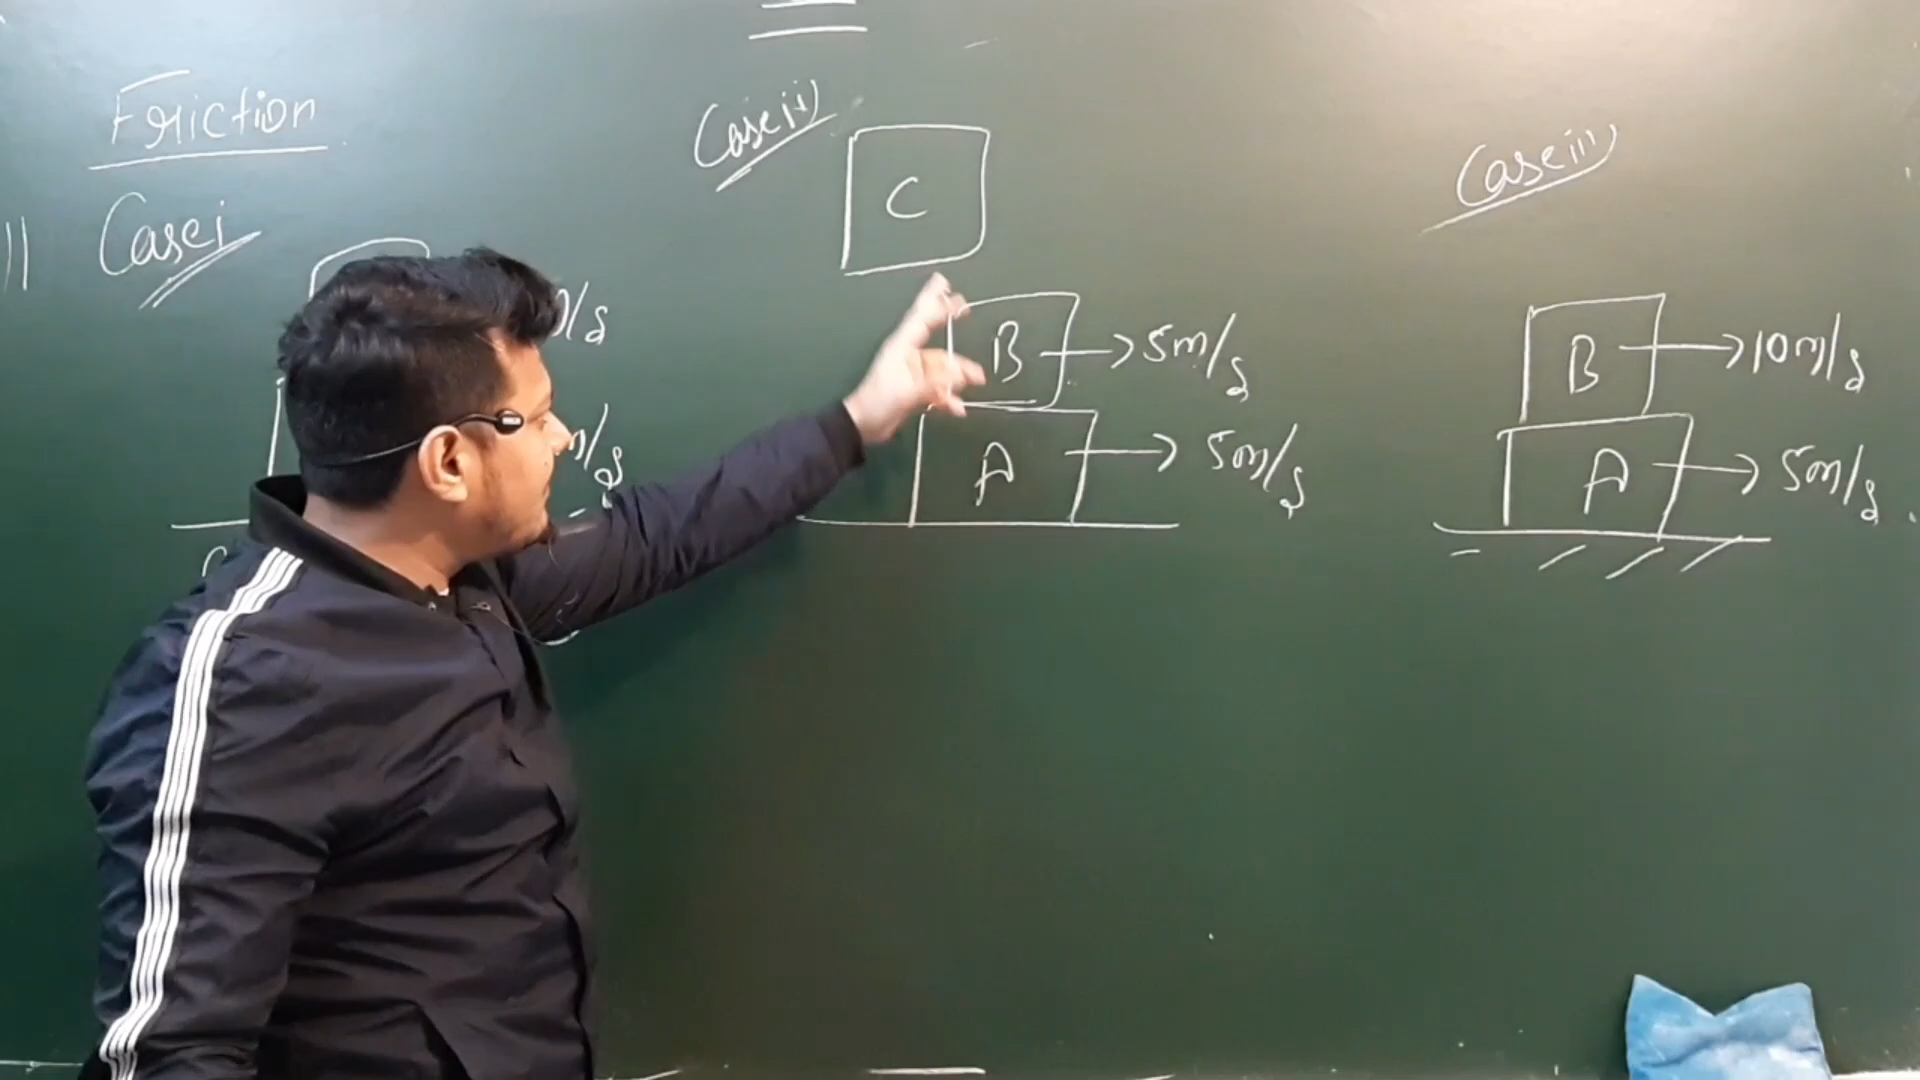 Friction
Case i
/s
m/s
Case ii)
C
B → 5m/s
A → 5m/s
Case iii)
B → 10m/s
A → 5m/s